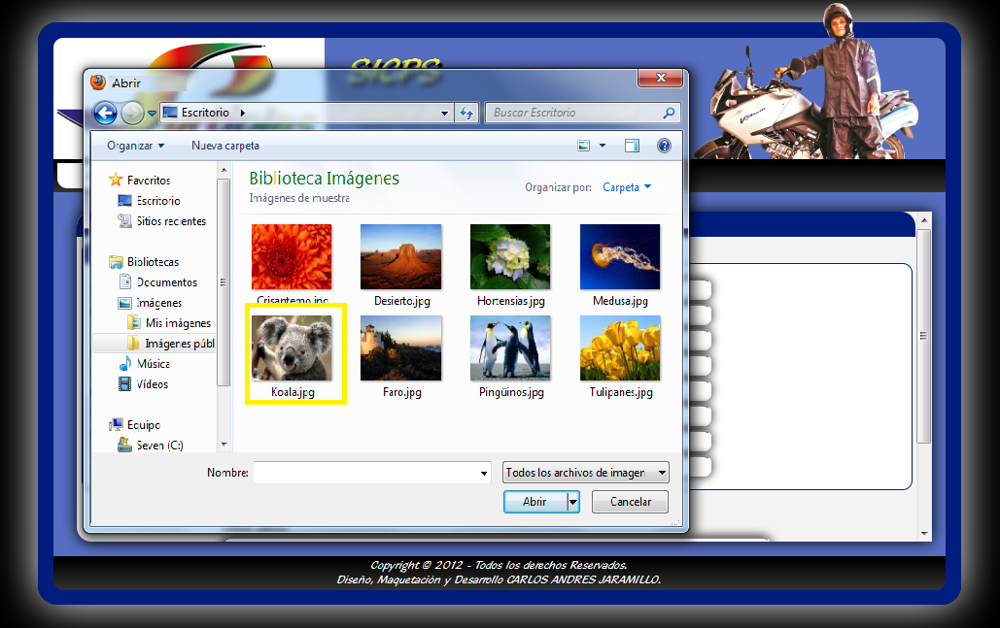 SICPS
Abrir
Escritorio
Buscar Escritorio
Organizar
Nueva carpeta
Favoritos
Escritorio
Sitios recientes
Bibliotecas
Documentos
Imágenes
Mis imágenes
Imágenes públ
Música
Vídeos
Equipo
Seven (C:)
Biblioteca Imágenes
Imágenes de muestra
Organizar por: Carpeta
Crisantemo.jpg
Desierto.jpg
Hortensias.jpg
Medusa.jpg
Koala.jpg
Faro.jpg
Pingüinos.jpg
Tulipanes.jpg
Nombre:
Todos los archivos de imagen
Abrir
Cancelar
Copyright © 2012 - Todos los derechos Reservados.
Diseño, Maquetación y Desarrollo CARLOS ANDRES JARAMILLO.